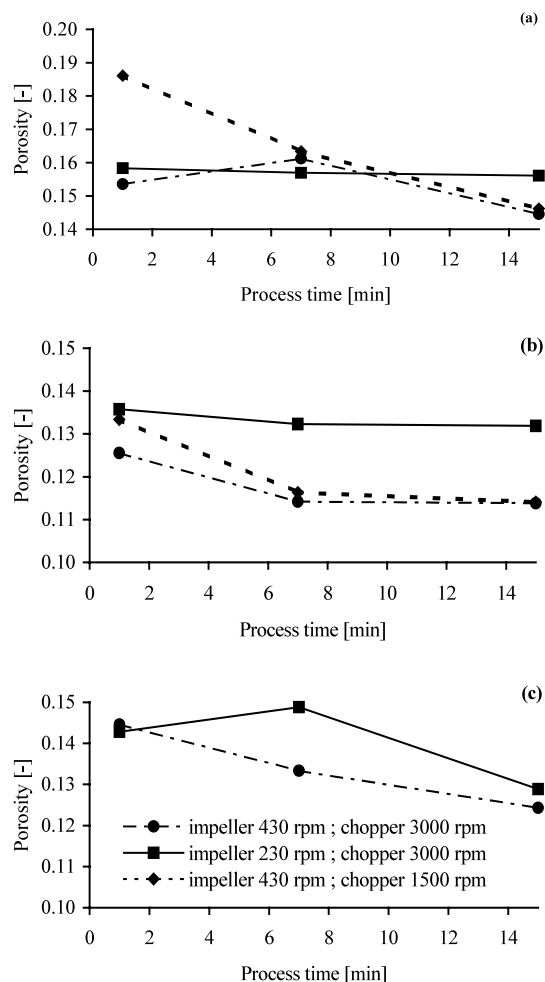 (a)
0.20
0.19
0.18
0.17
0.16
0.15
0.14
Porosity [-]
0 2 4 6 8 10 12 14
Process time [min]
(b)
0.15
0.14
0.13
0.12
0.11
0.10
Porosity [-]
0 2 4 6 8 10 12 14
Process time [min]
(c)
0.15
0.14
0.13
0.12
0.11
0.10
Porosity [-]
impeller 430 rpm ; chopper 3000 rpm
impeller 230 rpm ; chopper 3000 rpm
impeller 430 rpm ; chopper 1500 rpm
0 2 4 6 8 10 12 14
Process time [min]